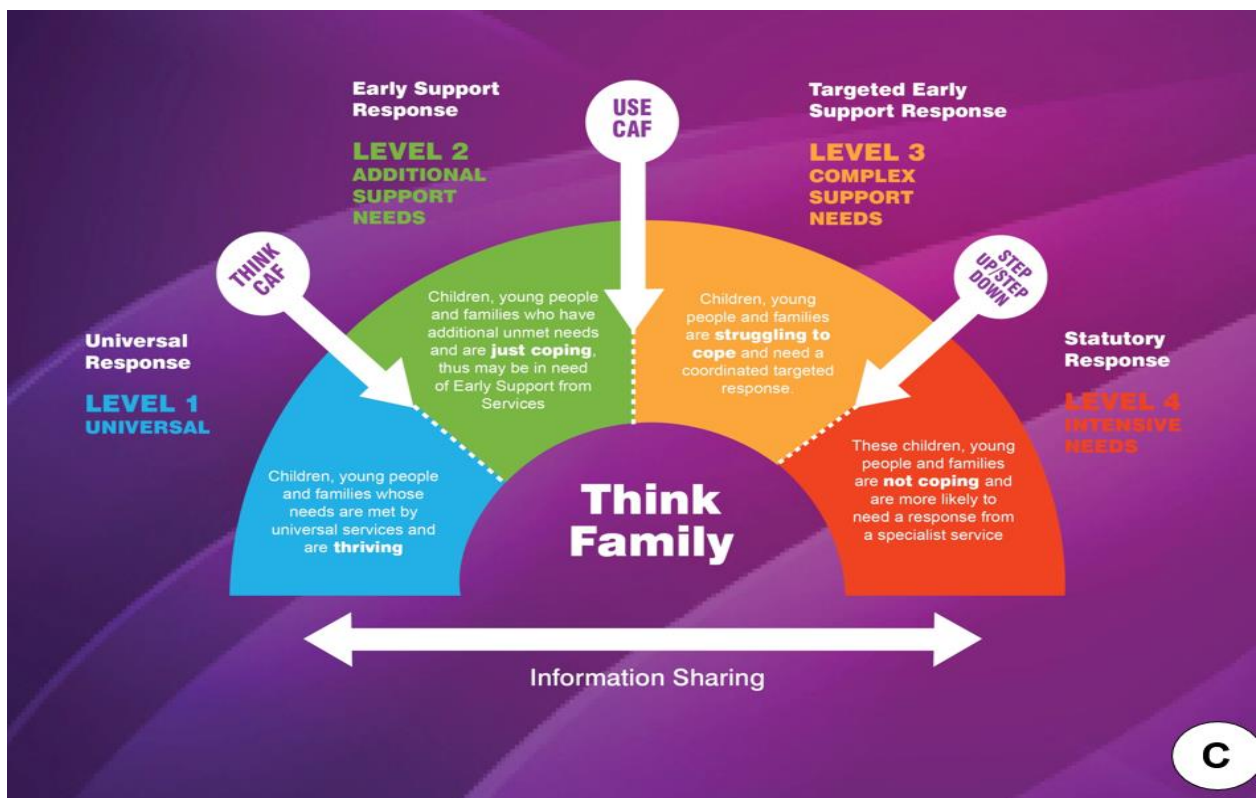 Early Support
Response
LEVEL 2
ADDITIONAL
SUPPORT
NEEDS
USE
CAF
Targeted Early
Support Response
LEVEL 3
COMPLEX
SUPPORT
NEEDS
THINK
CAF
STEP
UP/STEP
DOWN
Universal
Response
LEVEL 1
UNIVERSAL
Children, young people
and families who have
additional unmet needs
and are just coping,
thus may be in need
of Early Support from
Services
Children, young
people and families
are struggling to
cope and need a
coordinated targeted
response.
Statutory
Response
LEVEL 4
INTENSIVE
NEEDS
Children, young people
and families whose
needs are met by
universal services and
are thriving
Think
Family
These children, young
people and families
are not coping and
are more likely to
need a response from
a specialist service
Information Sharing
C